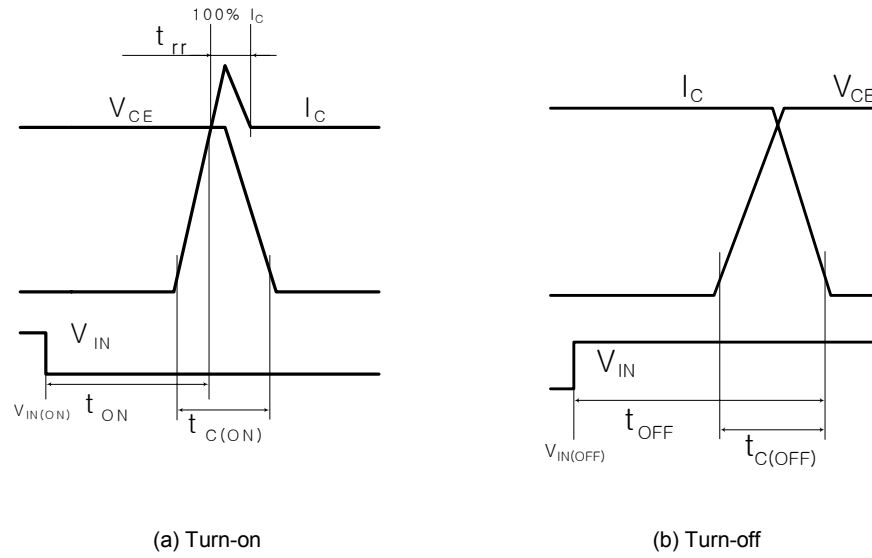 100% I_C
t_rr
V_CE
I_C
V_IN
V_IN(ON)
t_ON
t_C(ON)
(a) Turn-on
I_C
V_CE
V_IN
V_IN(OFF)
t_OFF
t_C(OFF)
(b) Turn-off